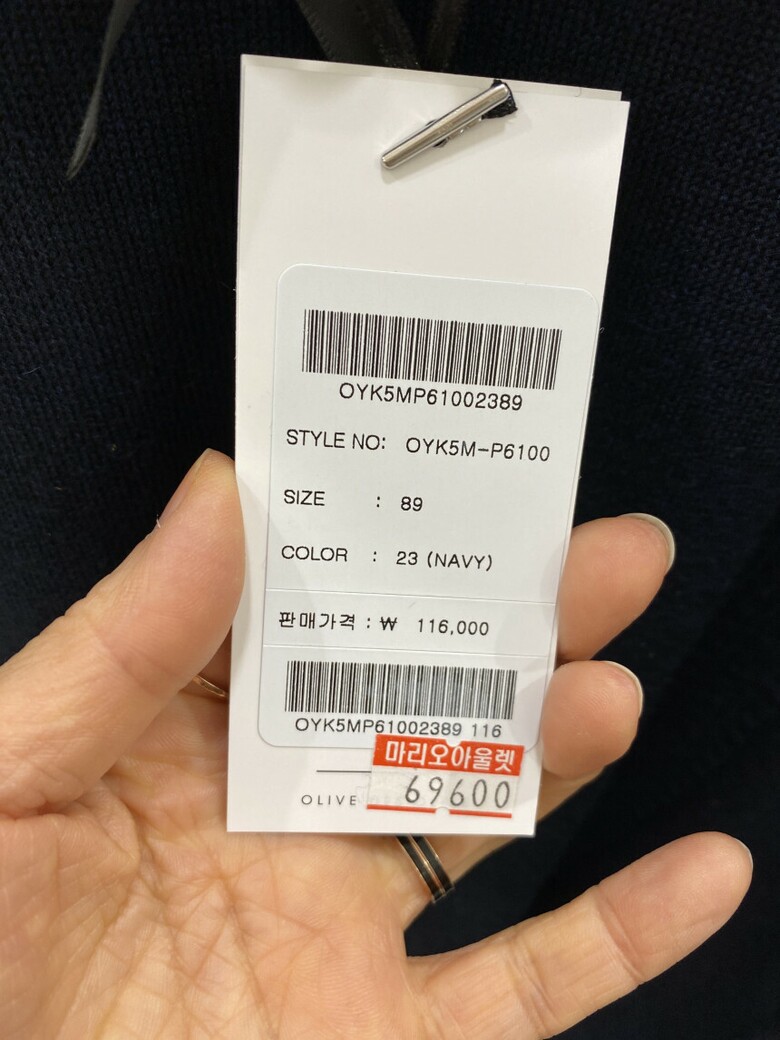 OYK5MP61002389
STYLE NO: OYK5M-P6100
SIZE : 89
COLOR : 23 (NAVY)
판매가격 : ₩ 116,000
OYK5MP61002389 116
마리오아울렛
69600
OLIVE